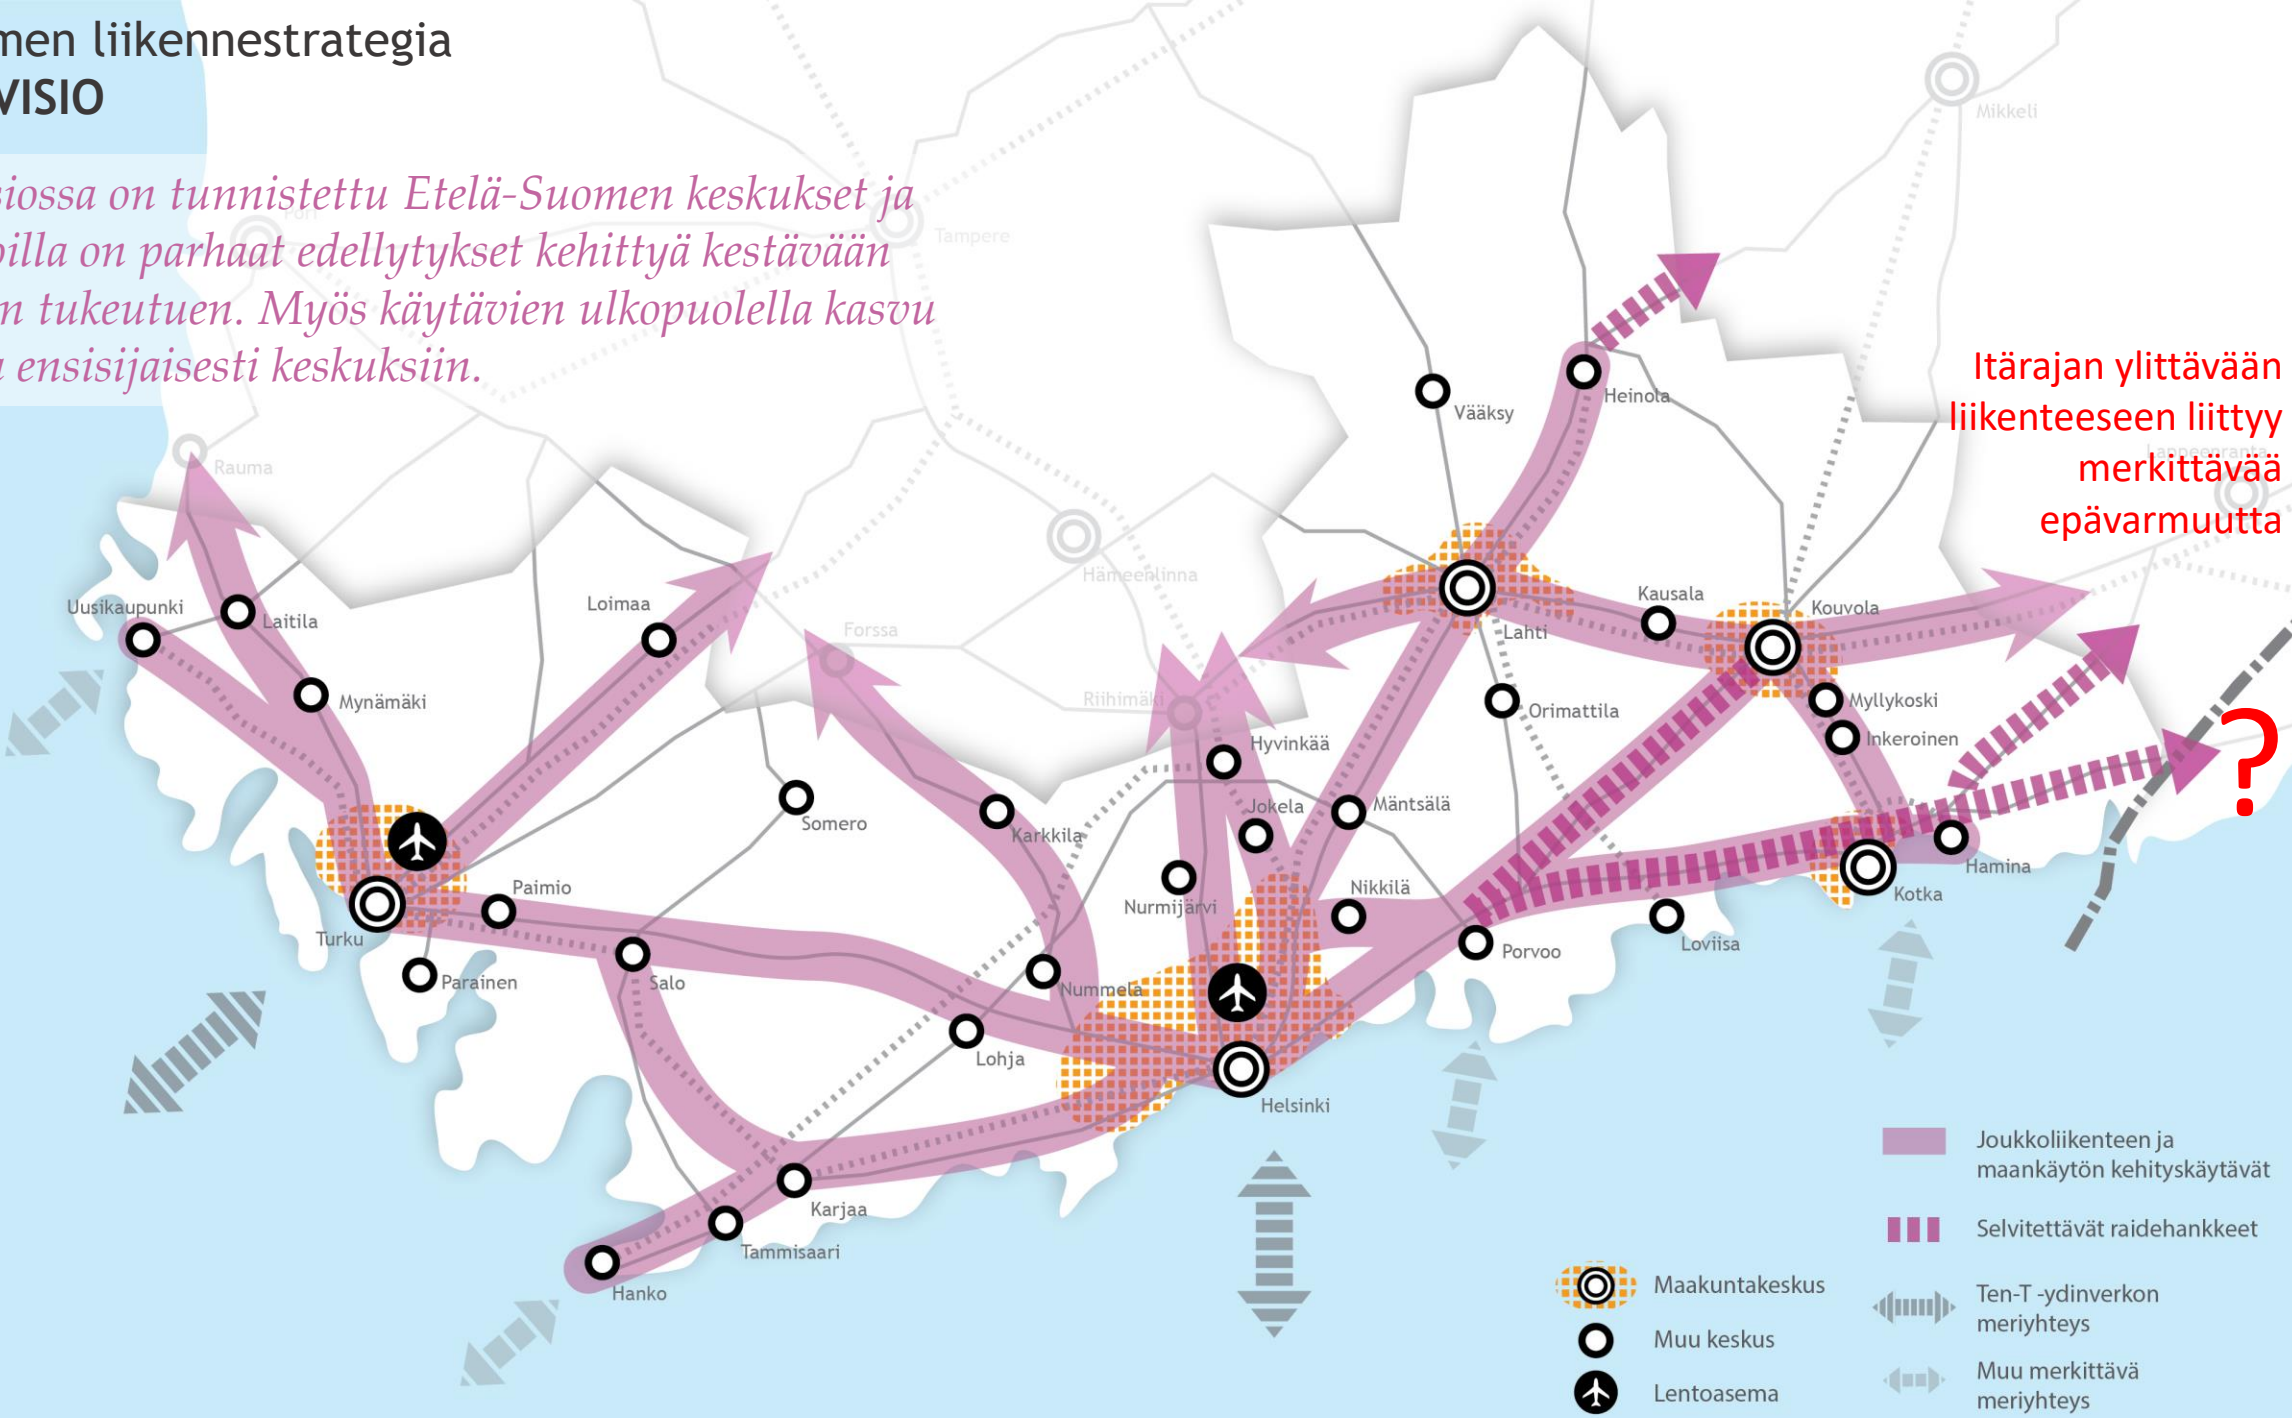 men liikennestrategia
VISIO
siossa on tunnistettu Etelä-Suomen keskukset ja
oilla on parhaat edellytykset kehittyä kestävään
n tukeutuen. Myös käytävien ulkopuolella kasvu
a ensisijaisesti keskuksiin.
Pori
Tampere
Mikkeli
Itärajan ylittävään
liikenteeseen liittyy
merkittävää
epävarmuutta
Lappeenranta
Rauma
Vääksy
Heinola
Hämeenlinna
Uusikaupunki
Laitila
Loimaa
Forssa
Lahti
Kausala
Kouvola
Mynämäki
Riihimäki
Orimattila
Myllykoski
Inkeroinen
?
Hyvinkää
Somero
Karkkila
Jokela
Mäntsälä
Hamina
Kotka
Paimio
Nurmijärvi
Nikkilä
Turku
Porvoo
Loviisa
Parainen
Salo
Nummela
Lohja
Helsinki
Karjaa
Tammisaari
Hanko
Joukkoliikenteen ja
maankäytön kehityskäytävät
Selvitettävät raidehankkeet
Maakuntakeskus
Ten-T -ydinverkon
meriyhteys
Muu keskus
Muu merkittävä
meriyhteys
Lentoasema